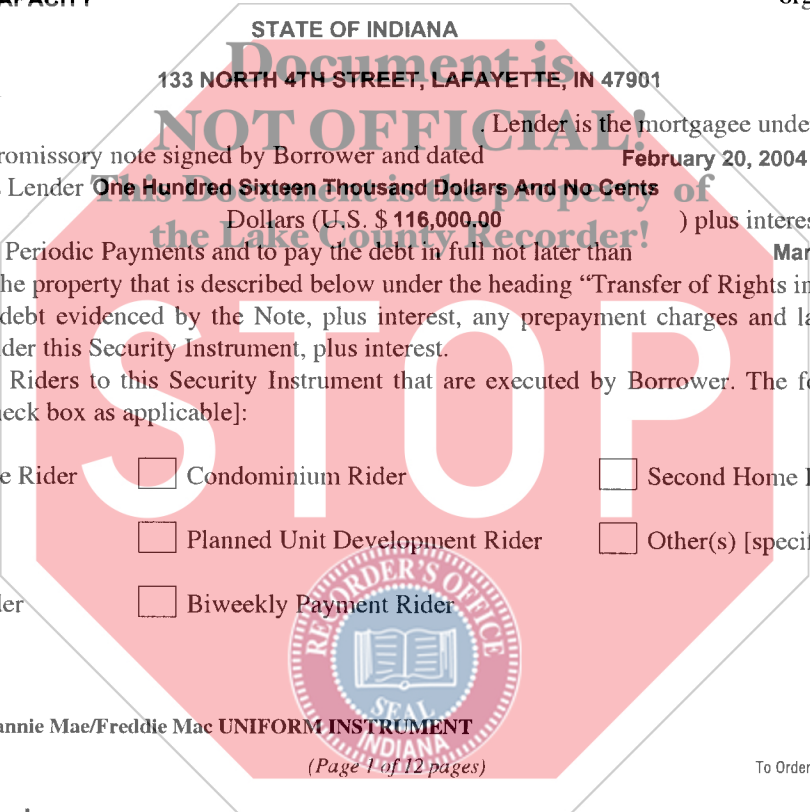 STATE OF INDIANA
Document is
133 NORTH 4TH STREET, LAFAYETTE, IN 47901
NOT OFFICIAL!
. Lender is the mortgagee unde
romissory note signed by Borrower and dated February 20, 2004
Lender One Hundred Sixteen Thousand Dollars And No Cents
This Document is the property of
Dollars (U.S. $ 116,000.00 ) plus interes
the Lake County Recorder!
Periodic Payments and to pay the debt in full not later than Mar
he property that is described below under the heading “Transfer of Rights in
debt evidenced by the Note, plus interest, any prepayment charges and la
der this Security Instrument, plus interest.
Riders to this Security Instrument that are executed by Borrower. The fo
heck box as applicable]:
STOP
e Rider Condominium Rider Second Home
Planned Unit Development Rider Other(s) [specif
der Biweekly Payment Rider
RECORDER'S OFFICE
SEAL
INDIANA
annie Mae/Freddie Mac UNIFORM INSTRUMENT
(Page 1 of 12 pages) To Order